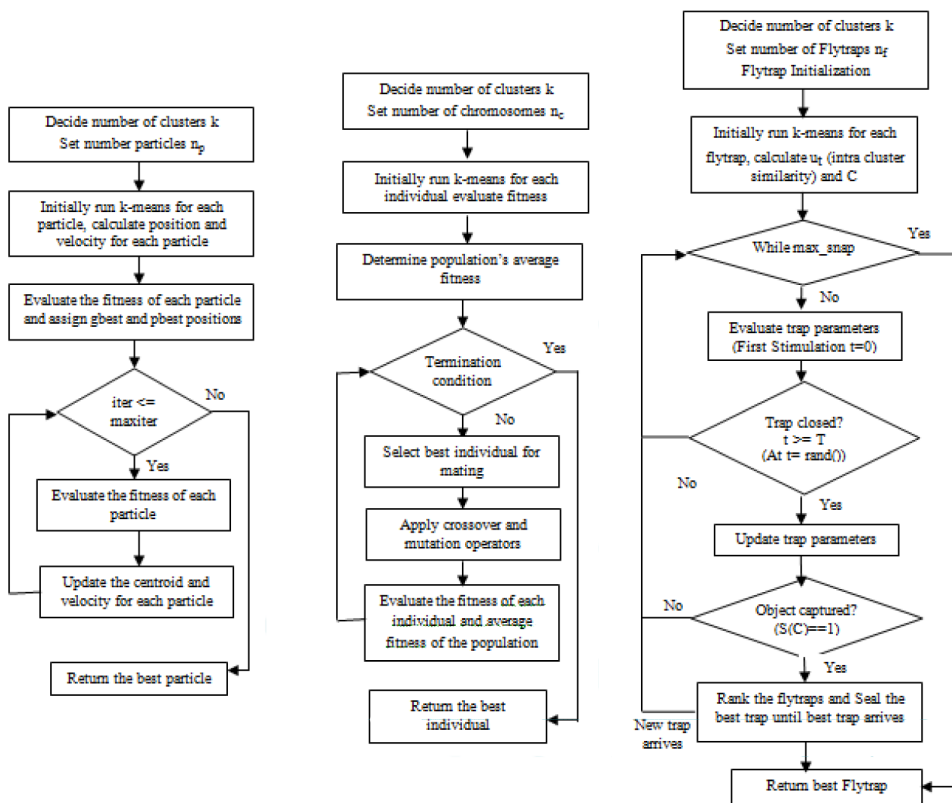 Decide number of clusters k
Set number particles np
Initially run k-means for each
particle, calculate position and
velocity for each particle
Evaluate the fitness of each particle
and assign gbest and pbest positions
iter <=
maxiter
No
Yes
Evaluate the fitness of each
particle
Update the centroid and
velocity for each particle
Return the best particle
Decide number of clusters k
Set number of chromosomes nc
Initially run k-means for each
individual evaluate fitness
Determine population's average
fitness
Termination
condition
Yes
No
Select best individual for
mating
Apply crossover and
mutation operators
Evaluate the fitness of each
individual and average
fitness of the population
Return the best
individual
Decide number of clusters k
Set number of Flytraps nf
Flytrap Initialization
Initially run k-means for each
flytrap, calculate ut (intra cluster
similarity) and C
While max_snap
Yes
No
Evaluate trap parameters
(First Stimulation t=0)
Trap closed?
t >= T
(At t= rand())
No
Yes
Update trap parameters
Object captured?
(S(C)==1)
No
Yes
Rank the flytraps and Seal the
best trap until best trap arrives
New trap
arrives
Return best Flytrap